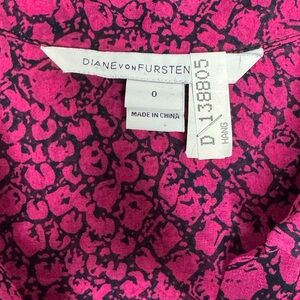 DIANE VON FURSTEN
0
MADE IN CHINA
D/138805
HANG